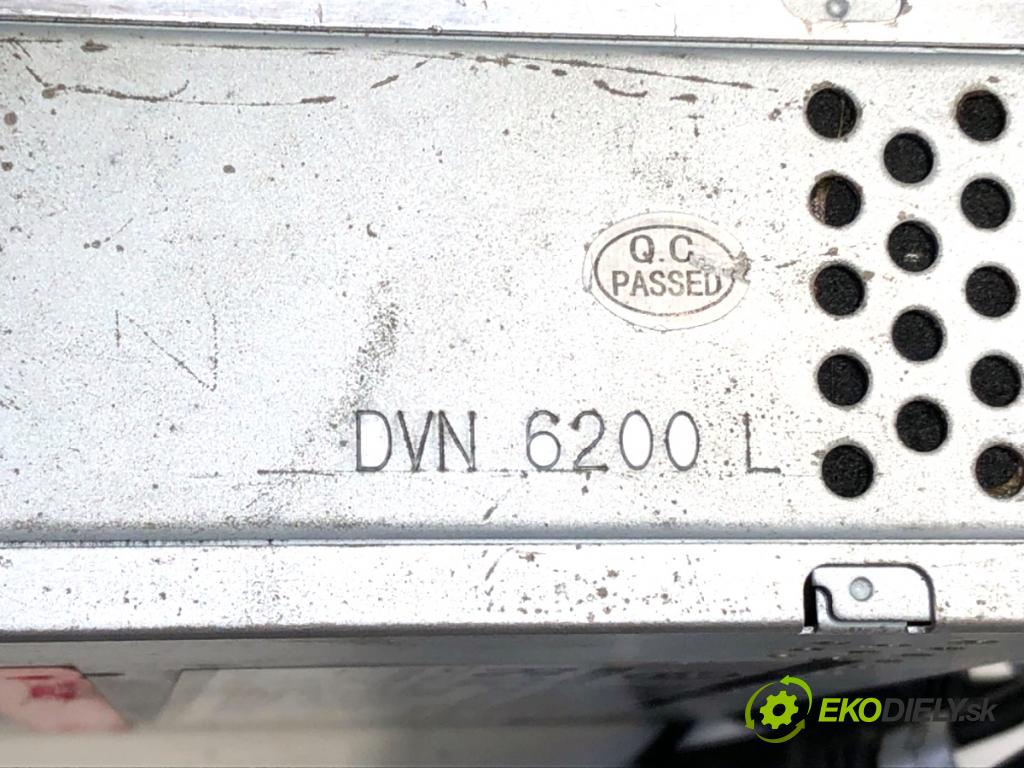 Q.C
PASSED
DVN 6200 L
EKODIELY.sk